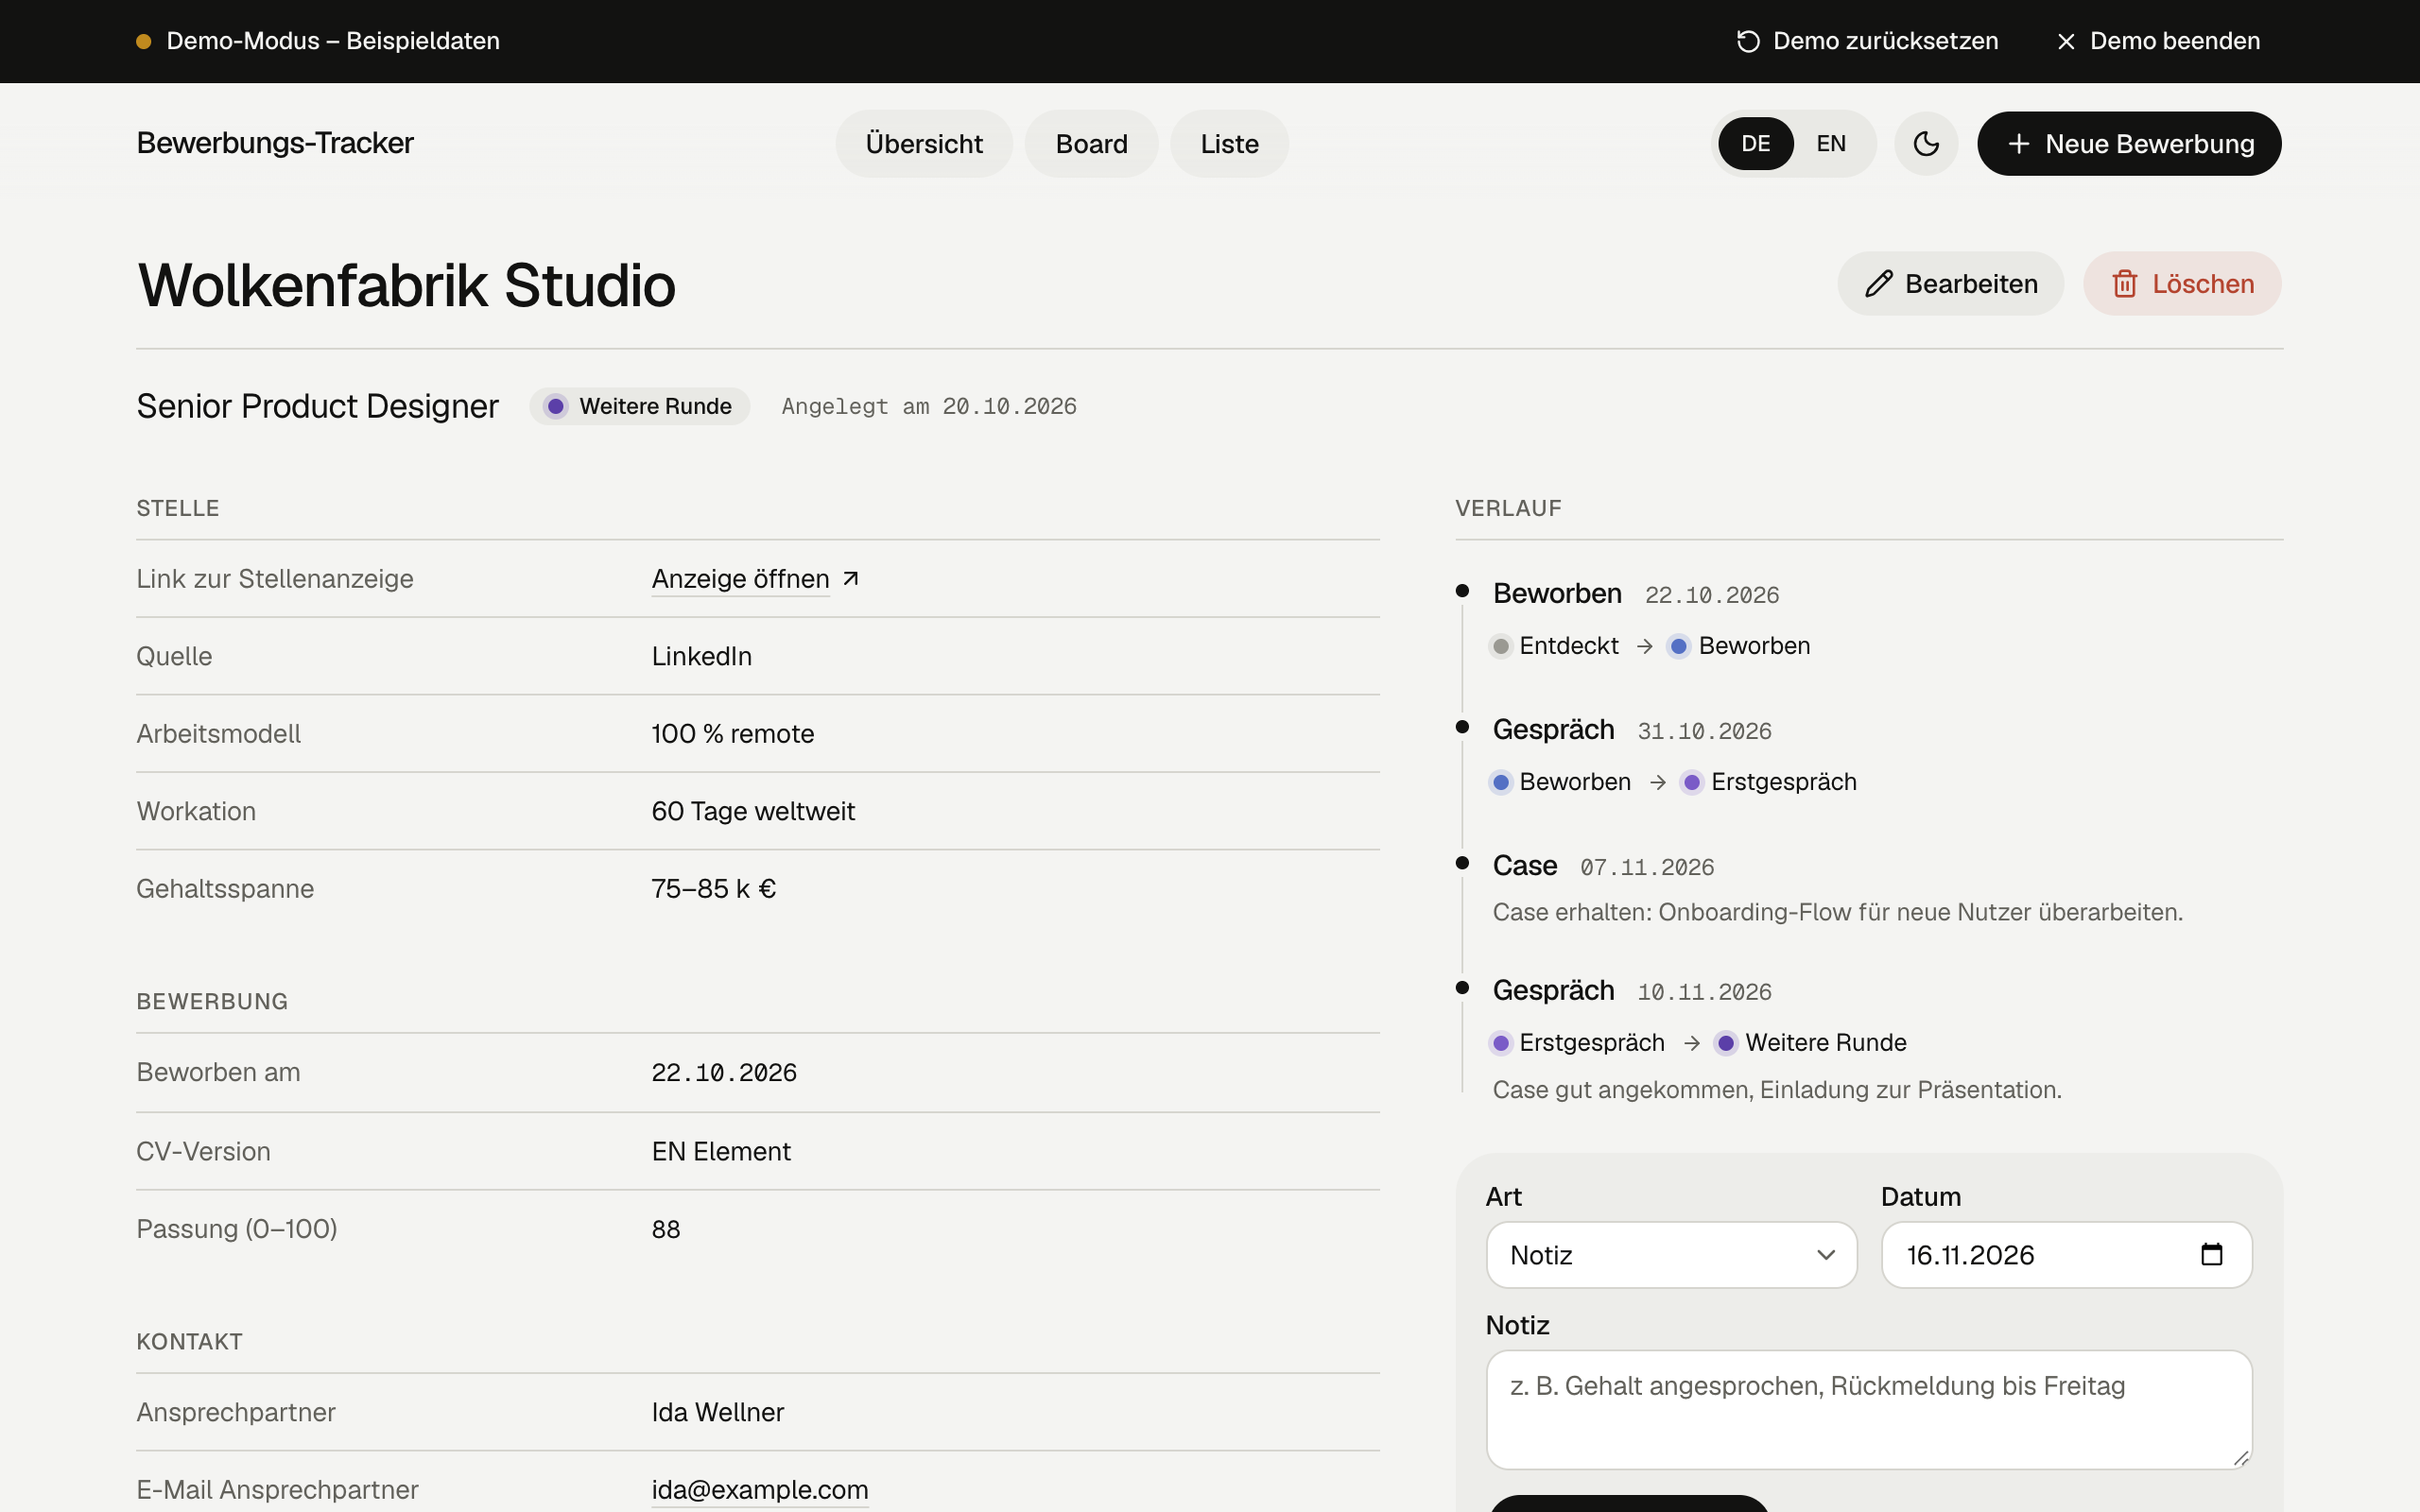 Demo-Modus – Beispieldaten
Demo zurücksetzen
Demo beenden
Bewerbungs-Tracker
Übersicht
Board
Liste
DE
EN
Neue Bewerbung
Wolkenfabrik Studio
Bearbeiten
Löschen
Senior Product Designer
Weitere Runde
Angelegt am 20.10.2026
STELLE
Link zur Stellenanzeige
Anzeige öffnen
Quelle
LinkedIn
Arbeitsmodell
100 % remote
Workation
60 Tage weltweit
Gehaltsspanne
75–85 k €
BEWERBUNG
Beworben am
22.10.2026
CV-Version
EN Element
Passung (0–100)
88
KONTAKT
Ansprechpartner
Ida Wellner
E-Mail Ansprechpartner
ida@example.com
VERLAUF
Beworben 22.10.2026
Entdeckt → Beworben
Gespräch 31.10.2026
Beworben → Erstgespräch
Case 07.11.2026
Case erhalten: Onboarding-Flow für neue Nutzer überarbeiten.
Gespräch 10.11.2026
Erstgespräch → Weitere Runde
Case gut angekommen, Einladung zur Präsentation.
Art
Notiz
Datum
16.11.2026
Notiz
z. B. Gehalt angesprochen, Rückmeldung bis Freitag